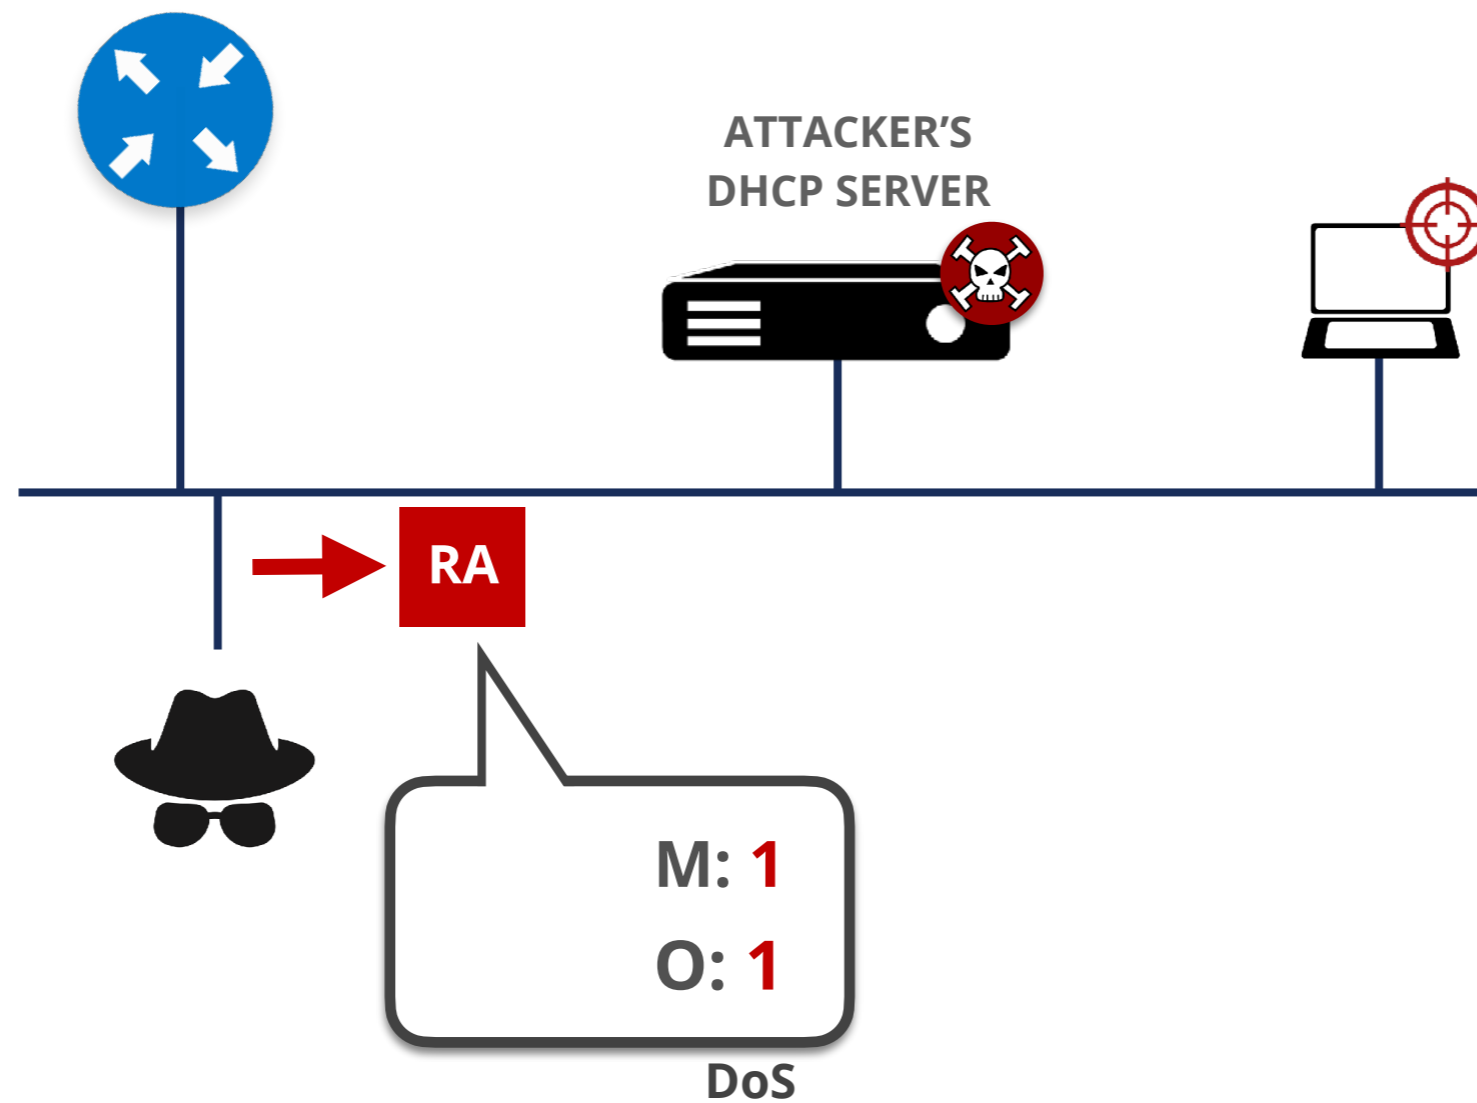 ATTACKER’S
DHCP SERVER
RA
M: 1
O: 1
DoS